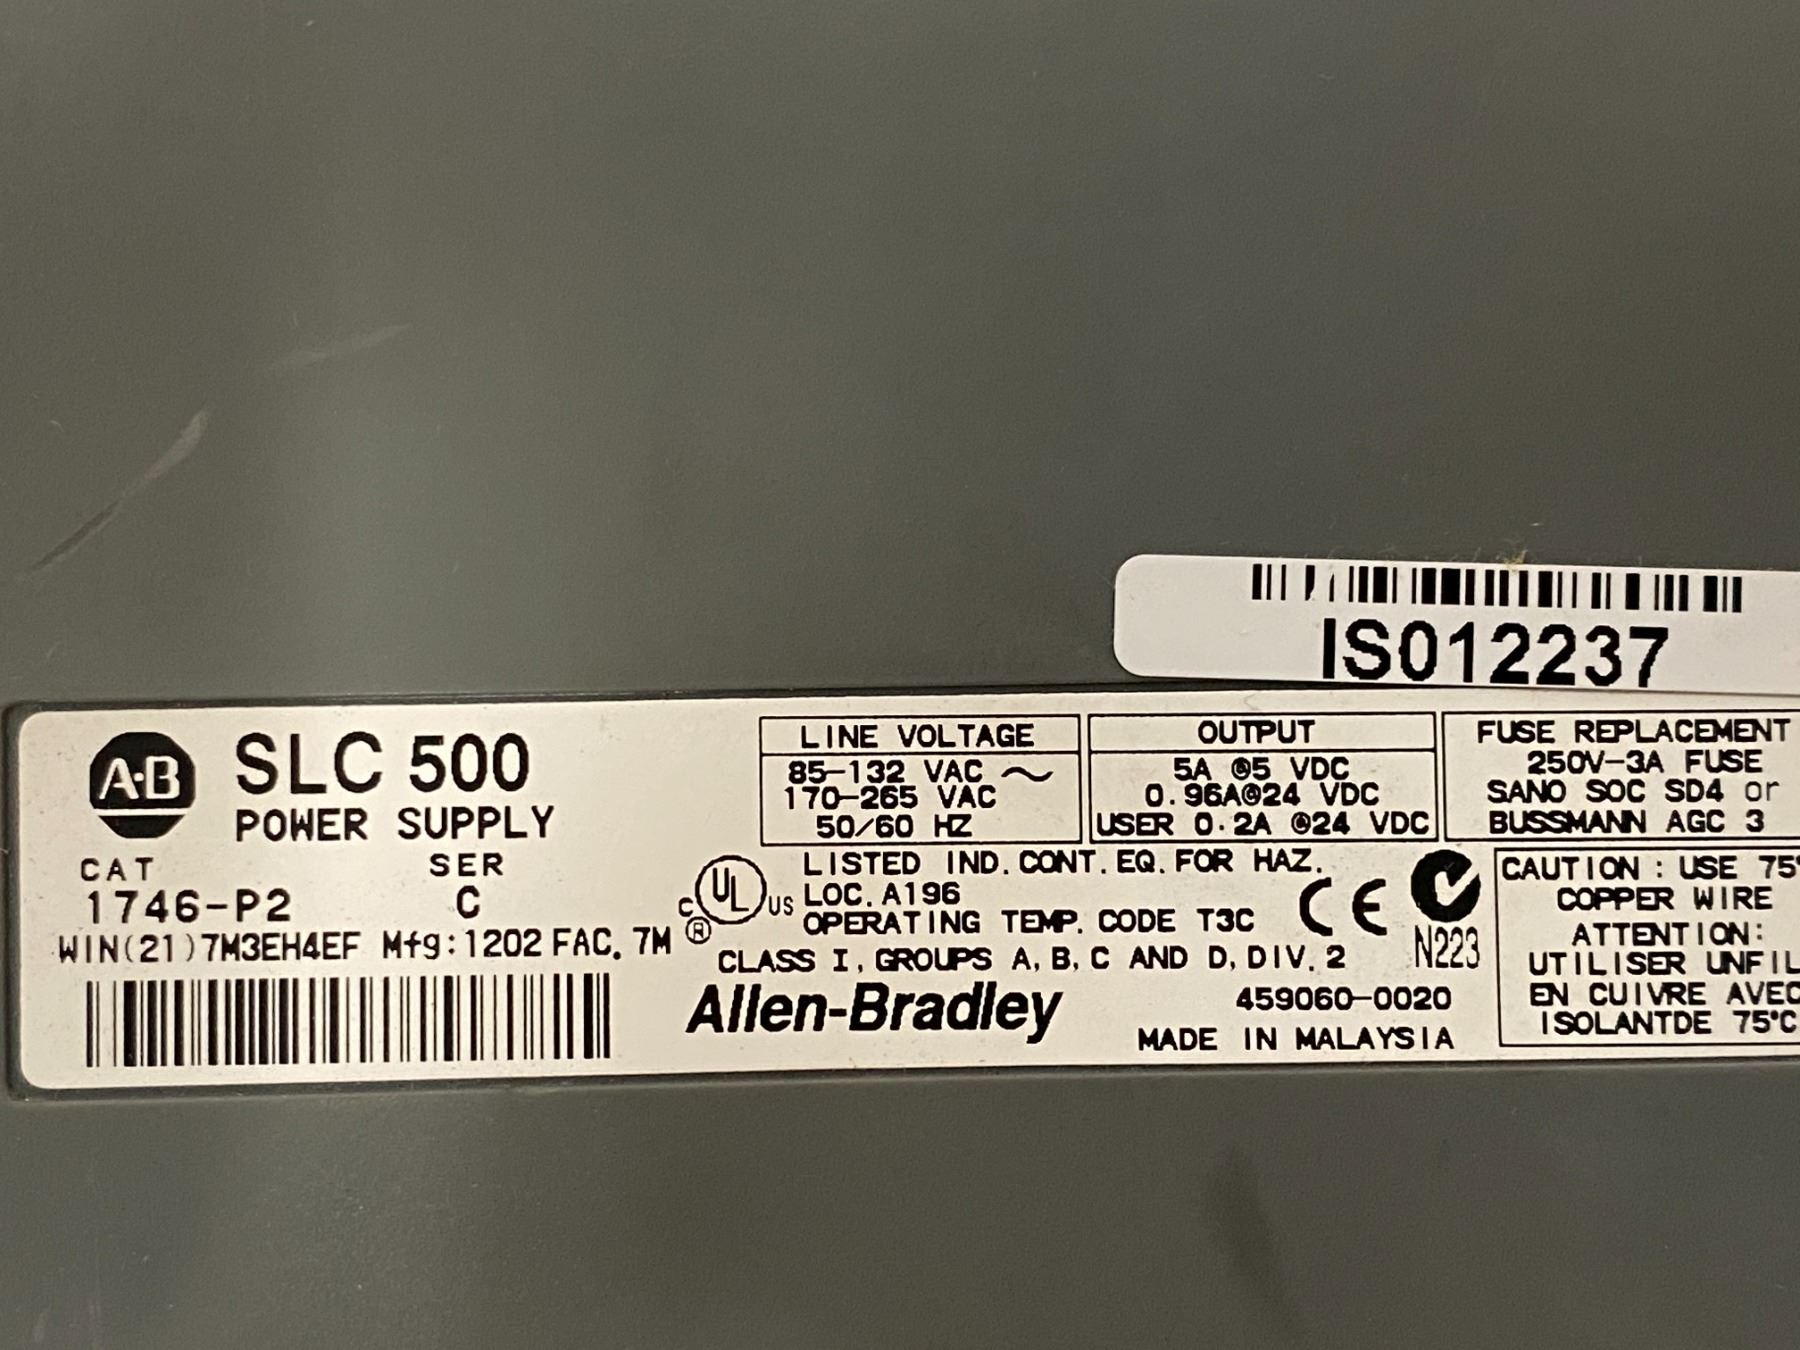 IS012237
A·B
SLC 500
POWER SUPPLY
CAT SER
1746-P2 C
WIN(21)7M3EH4EF Mfg:1202 FAC. 7M
LINE VOLTAGE
85-132 VAC ~
170-265 VAC
50/60 HZ
OUTPUT
5A @5 VDC
0.96A@24 VDC
USER 0.2A @24 VDC
FUSE REPLACEMENT
250V-3A FUSE
SANO SOC SD4 or
BUSSMANN AGC 3
C UL US ®
LISTED IND. CONT. EQ. FOR HAZ.
LOC. A196
OPERATING TEMP. CODE T3C
CLASS I, GROUPS A, B, C AND D, DIV. 2
CE
N223
Allen-Bradley
459060-0020
MADE IN MALAYSIA
CAUTION : USE 75°
COPPER WIRE
ATTENTION:
UTILISER UNFIL
EN CUIVRE AVEC
ISOLANTDE 75°C